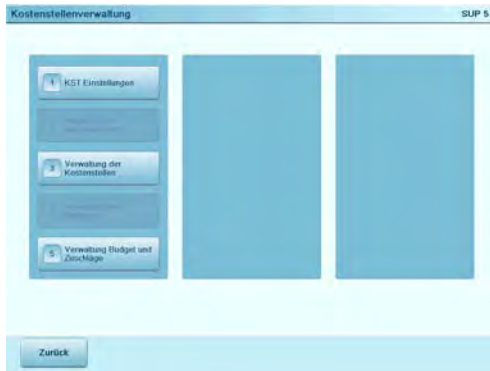 Kostenstellenverwaltung SUP 5
1 KST Einstellungen
3 Verwaltung der
Kostenstellen
5 Verwaltung Budget und
Zuschläge
Zurück